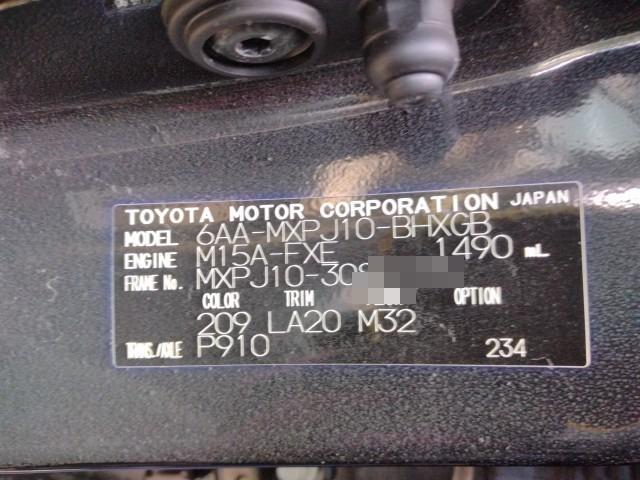 TOYOTA MOTOR CORPORATION JAPAN
MODEL 6AA-MXPJ10-BHXGB
ENGINE M15A-FXE 1490 mL
FRAME No. MXPJ10-30
COLOR TRIM OPTION
209 LA20 M32
TRANS./AXLE P910 234